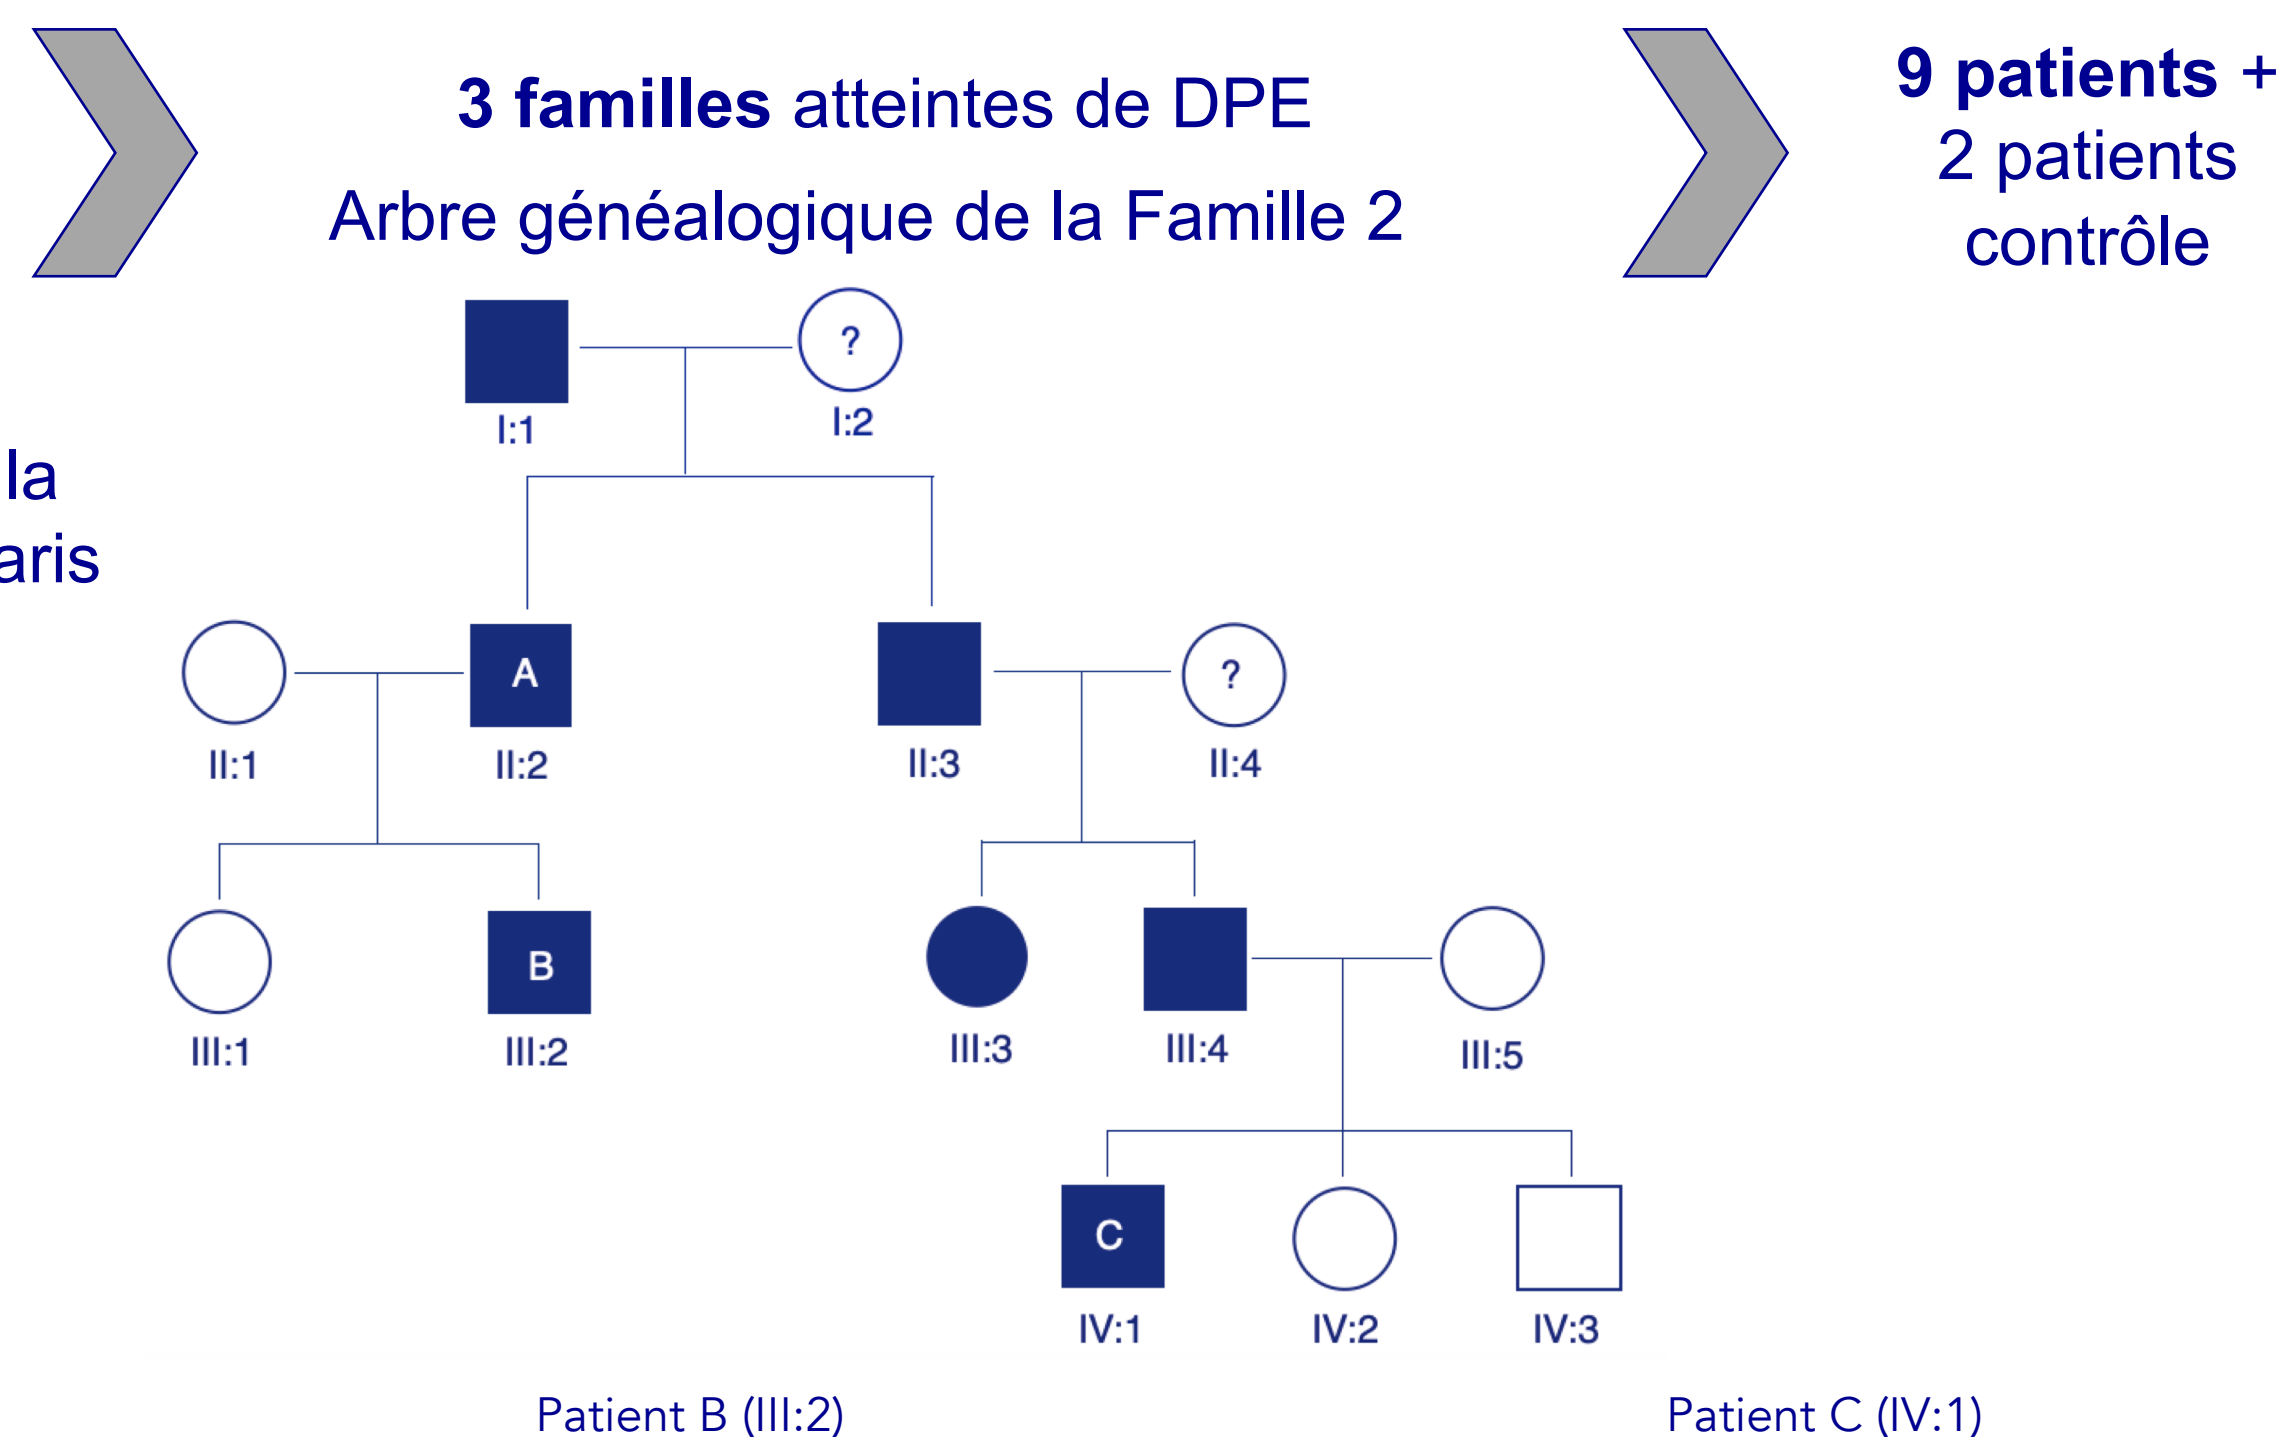 3 familles atteintes de DPE
Arbre généalogique de la Famille 2
9 patients +
2 patients
contrôle
la
aris
?
I:1
I:2
A
?
II:1
II:2
II:3
II:4
B
III:1
III:2
III:3
III:4
III:5
C
IV:1
IV:2
IV:3
Patient B (III:2)
Patient C (IV:1)